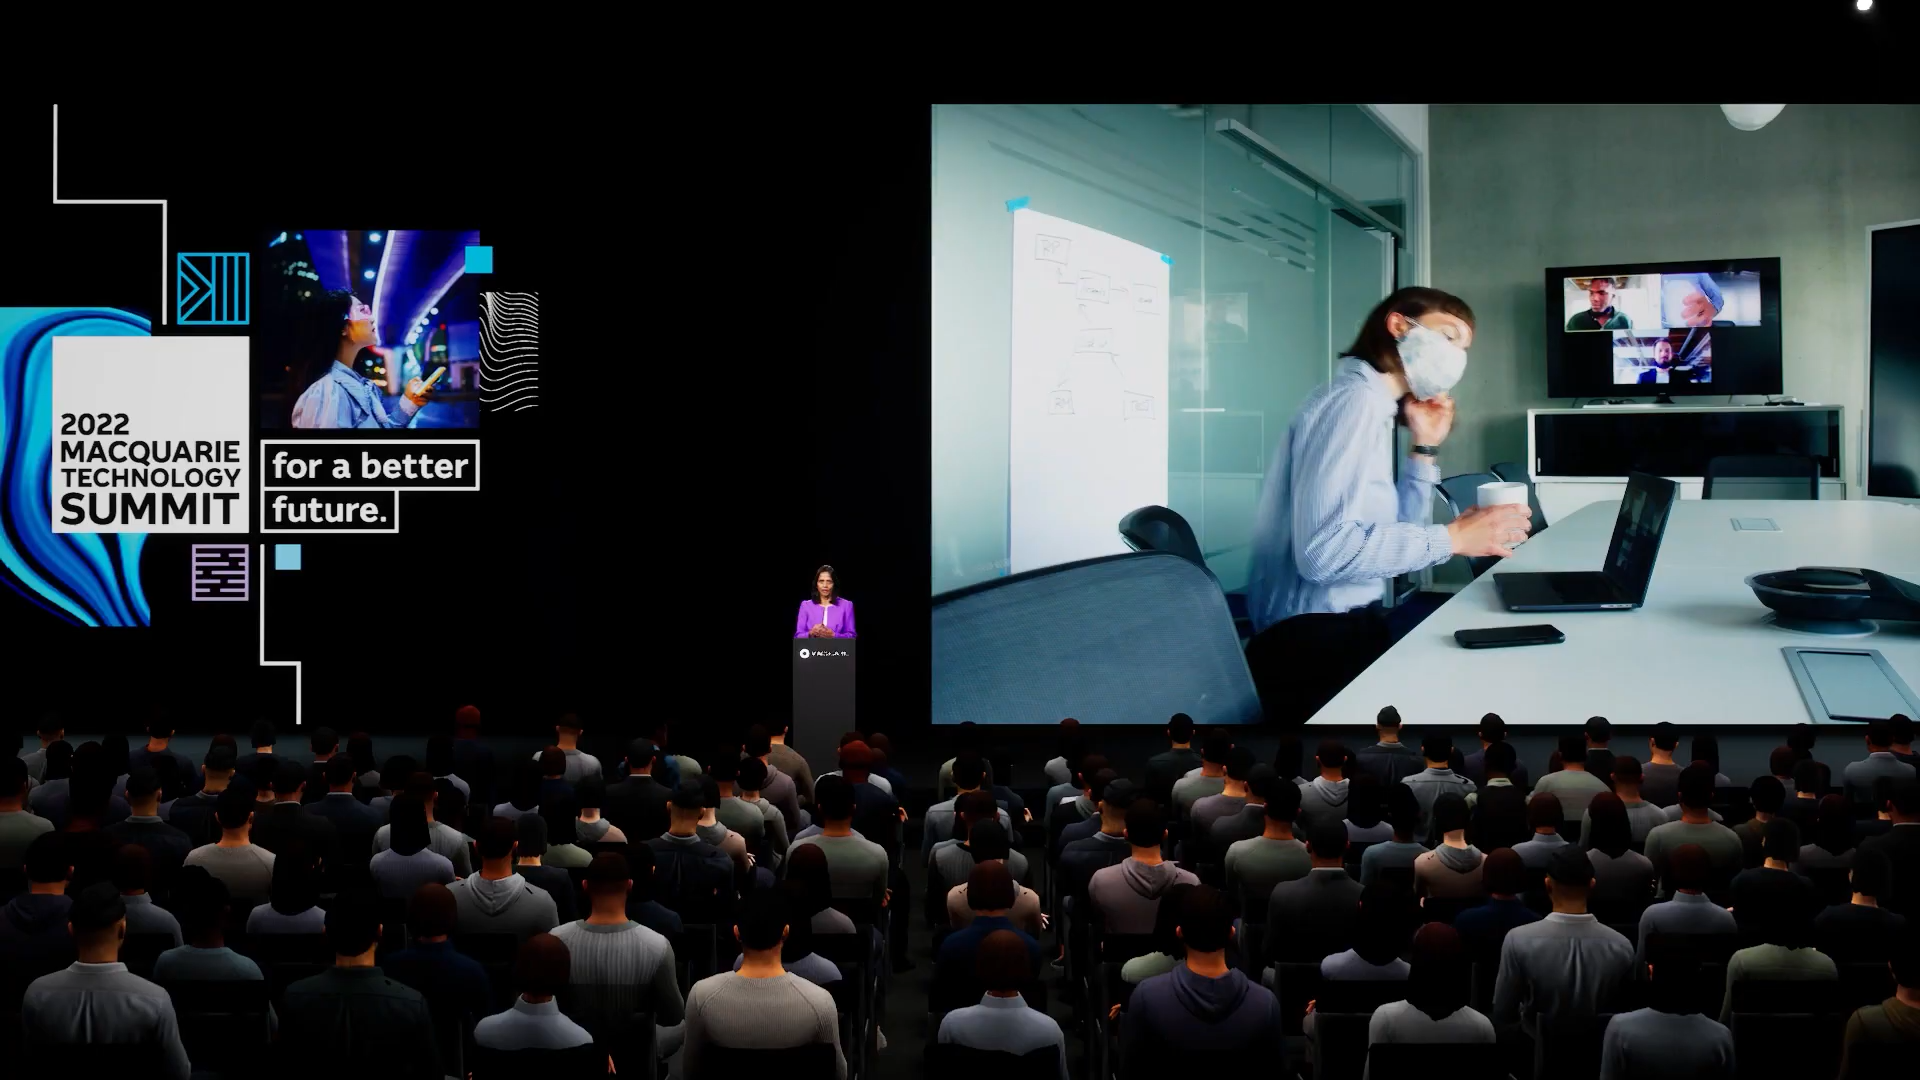 2022
MACQUARIE
TECHNOLOGY
SUMMIT
for a better
future.